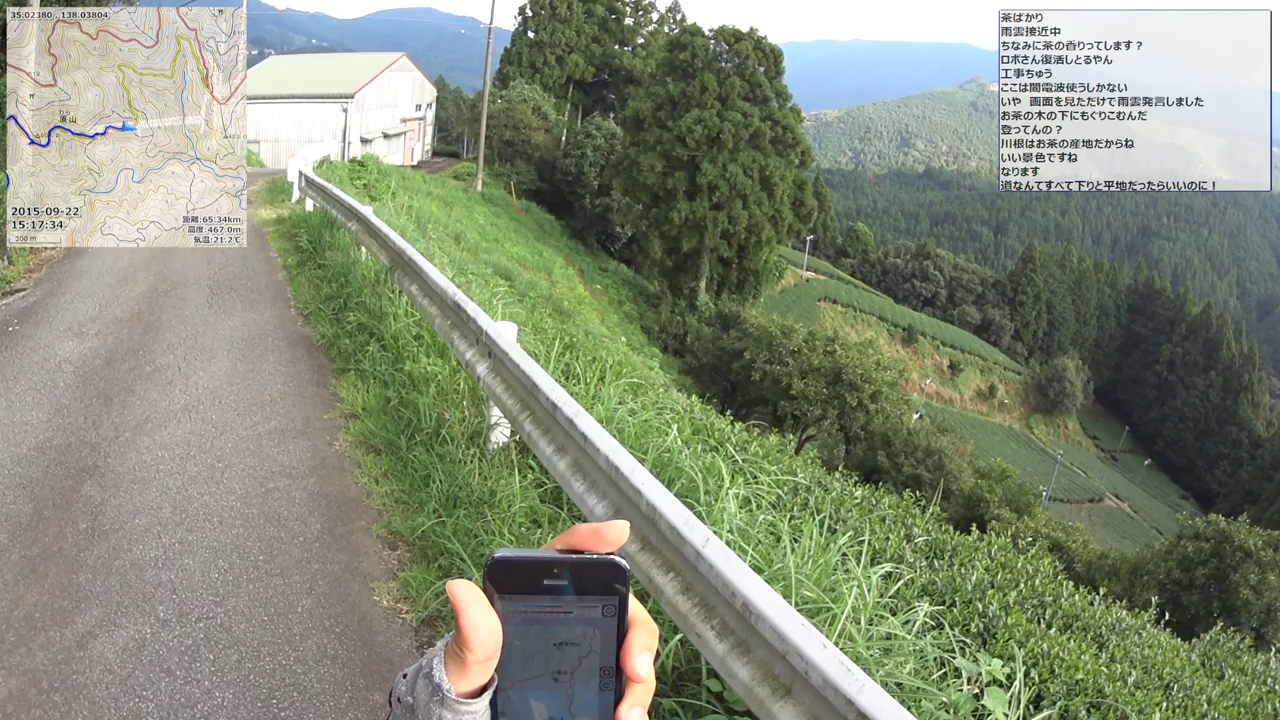 35.02380 , 138.03804
原山
2015-09-22
15:17:34
300 m
距離:65.34km
高度:467.0m
気温:21.2℃
茶ばかり
雨雲接近中
ちなみに茶の香りってします？
ロボさん復活しとるやん
工事ちゅう
ここは闇電波使うしかない
いや 画面を見ただけで雨雲発言しました
お茶の木の下にもぐりこむんだ
登ってんの？
川根はお茶の産地だからね
いい景色ですね
なります
道なんてすべて下りと平地だったらいいのに！